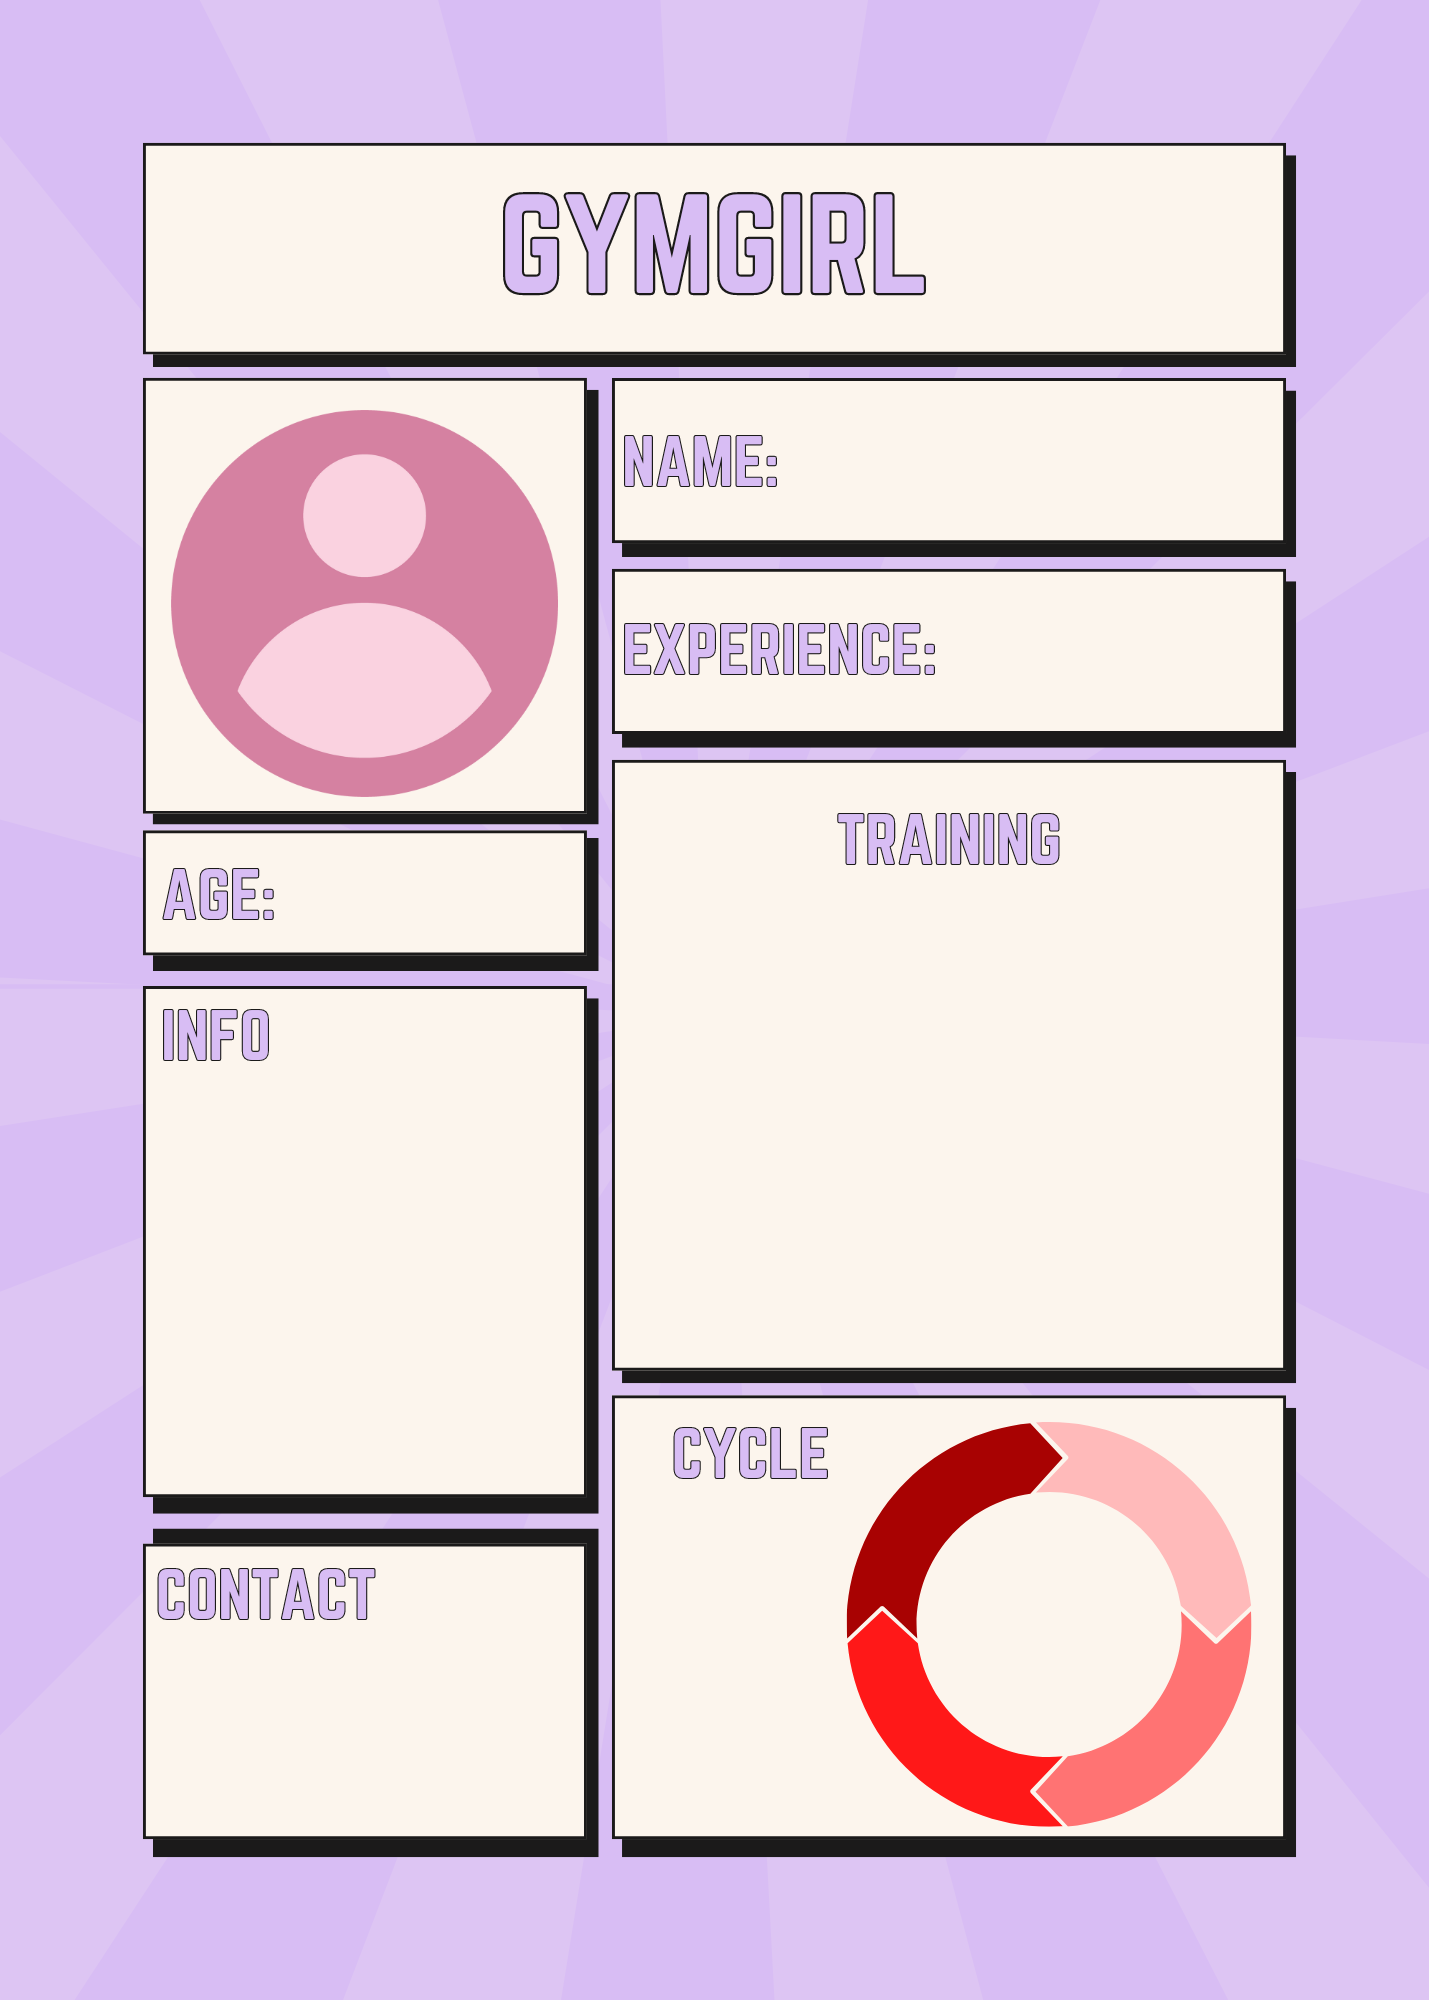 GYMGIRL
NAME:
EXPERIENCE:
AGE:
INFO
TRAINING
CONTACT
CYCLE